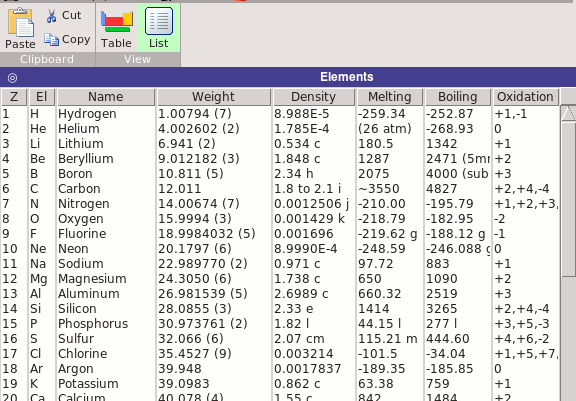 Cut
Paste Copy Table List
Clipboard View
Elements
Z El Name Weight Density Melting Boiling Oxidation
1 H Hydrogen 1.00794 (7) 8.988E-5 -259.34 -252.87 +1,-1
2 He Helium 4.002602 (2) 1.785E-4 (26 atm) -268.93 0
3 Li Lithium 6.941 (2) 0.534 c 180.5 1342 +1
4 Be Beryllium 9.012182 (3) 1.848 c 1287 2471 (5m +2
5 B Boron 10.811 (5) 2.34 h 2075 4000 (sub +3
6 C Carbon 12.011 1.8 to 2.1 i ~3550 4827 +2,+4,-4
7 N Nitrogen 14.00674 (7) 0.0012506 j -210.00 -195.79 +1,+2,+3,
8 O Oxygen 15.9994 (3) 0.001429 k -218.79 -182.95 -2
9 F Fluorine 18.9984032 (5) 0.001696 -219.62 g -188.12 g -1
10 Ne Neon 20.1797 (6) 8.9990E-4 -248.59 -246.088 g 0
11 Na Sodium 22.989770 (2) 0.971 c 97.72 883 +1
12 Mg Magnesium 24.3050 (6) 1.738 c 650 1090 +2
13 Al Aluminum 26.981539 (5) 2.6989 c 660.32 2519 +3
14 Si Silicon 28.0855 (3) 2.33 e 1414 3265 +2,+4,-4
15 P Phosphorus 30.973761 (2) 1.82 l 44.15 l 277 l +3,+5,-3
16 S Sulfur 32.066 (6) 2.07 cm 115.21 m 444.60 +4,+6,-2
17 Cl Chlorine 35.4527 (9) 0.003214 -101.5 -34.04 +1,+5,+7,
18 Ar Argon 39.948 0.0017837 -189.35 -185.85 0
19 K Potassium 39.0983 0.862 c 63.38 759 +1
20 Ca Calcium 40.078 (4) 1.55 c 842 1484 +2